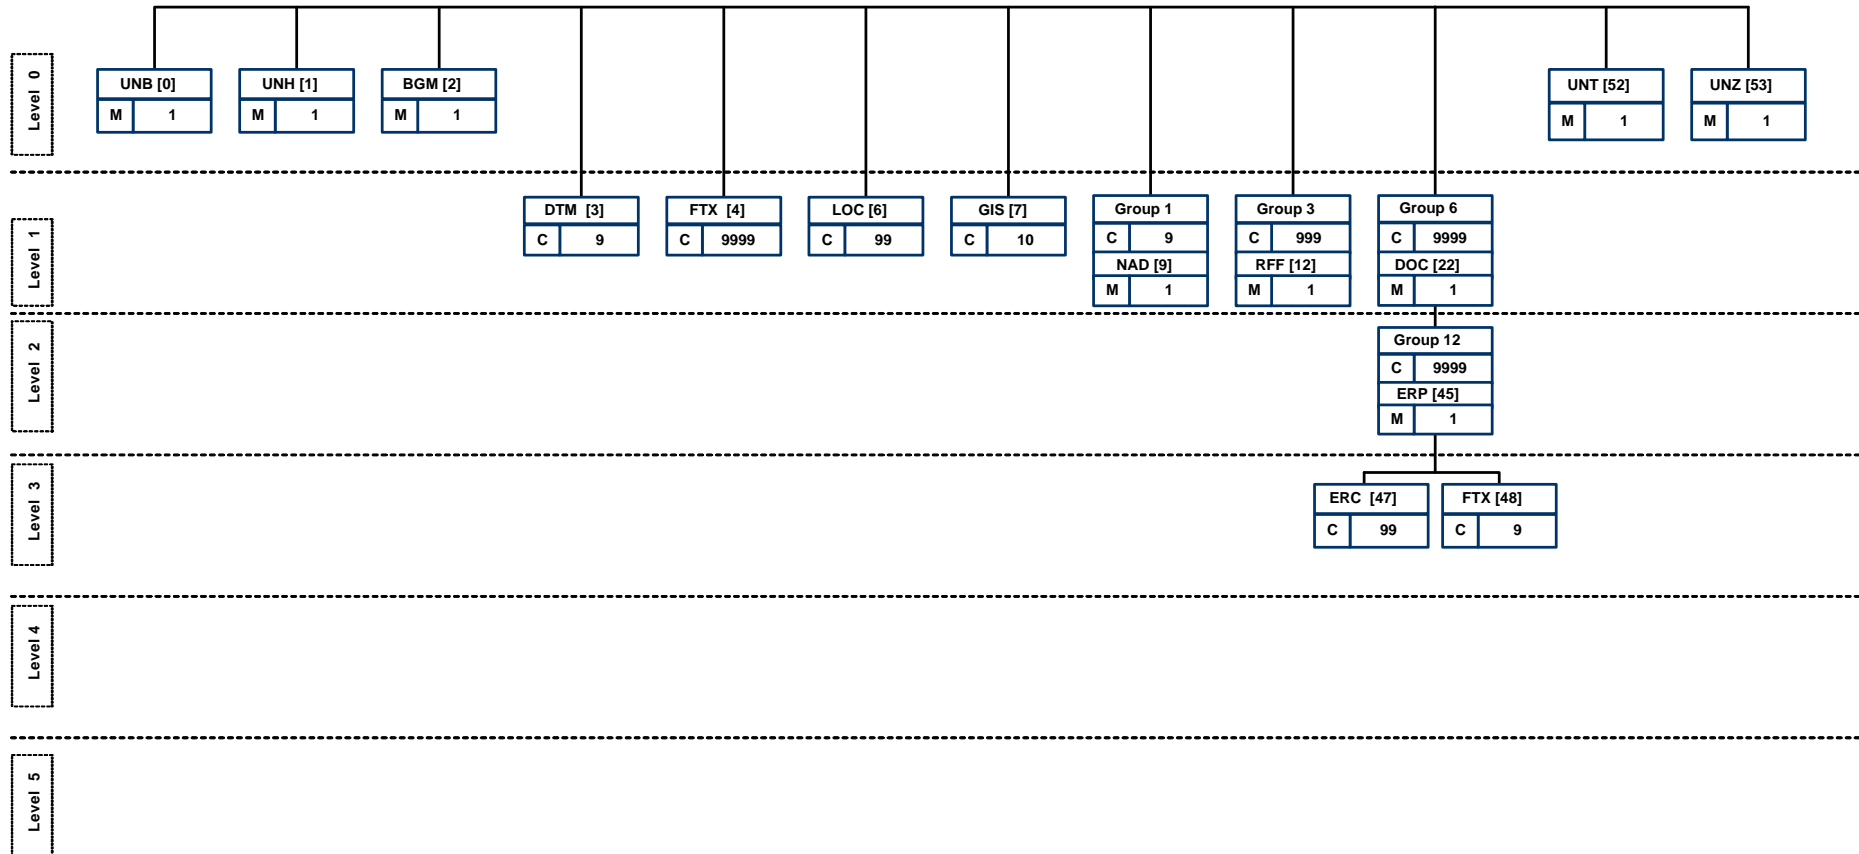 Level 0
UNB [0]
M 1
UNH [1]
M 1
BGM [2]
M 1
UNT [52]
M 1
UNZ [53]
M 1
Level 1
DTM [3]
C 9
FTX [4]
C 9999
LOC [6]
C 99
GIS [7]
C 10
Group 1
C 9
NAD [9]
M 1
Group 3
C 999
RFF [12]
M 1
Group 6
C 9999
DOC [22]
M 1
Level 2
Group 12
C 9999
ERP [45]
M 1
Level 3
ERC [47]
C 99
FTX [48]
C 9
Level 4
Level 5